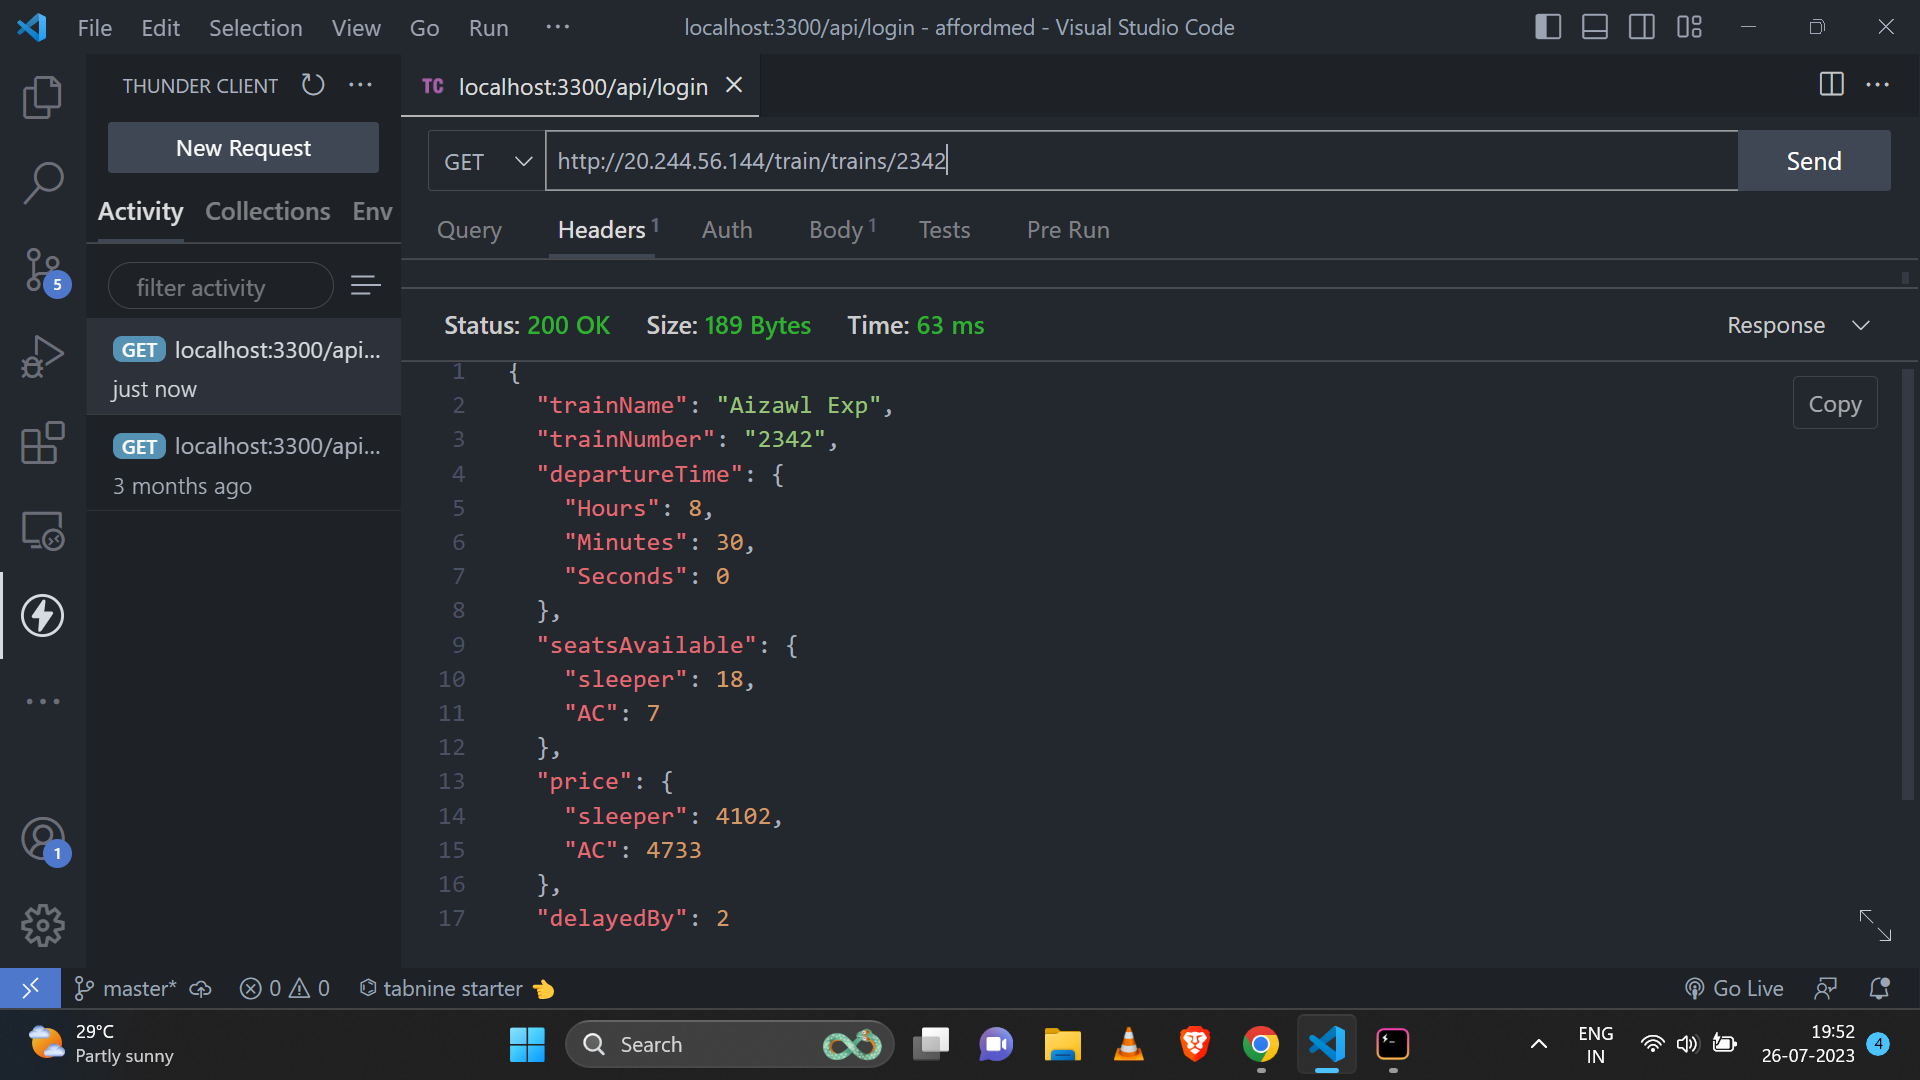 File Edit Selection View Go Run ··· localhost:3300/api/login - affordmed - Visual Studio Code
THUNDER CLIENT ···
TC localhost:3300/api/login
New Request
GET http://20.244.56.144/train/trains/2342 Send
Activity Collections Env
Query Headers 1 Auth Body 1 Tests Pre Run
filter activity
5
Status: 200 OK Size: 189 Bytes Time: 63 ms Response
GET localhost:3300/api...
just now
GET localhost:3300/api...
3 months ago
Copy
1 {
2 "trainName": "Aizawl Exp",
3 "trainNumber": "2342",
4 "departureTime": {
5 "Hours": 8,
6 "Minutes": 30,
7 "Seconds": 0
8 },
9 "seatsAvailable": {
10 "sleeper": 18,
11 "AC": 7
12 },
13 "price": {
14 "sleeper": 4102,
15 "AC": 4733
16 },
17 "delayedBy": 2
1
master* 0 0 tabnine starter Go Live
29°C
Partly sunny
Search
ENG
IN
19:52
26-07-2023
4